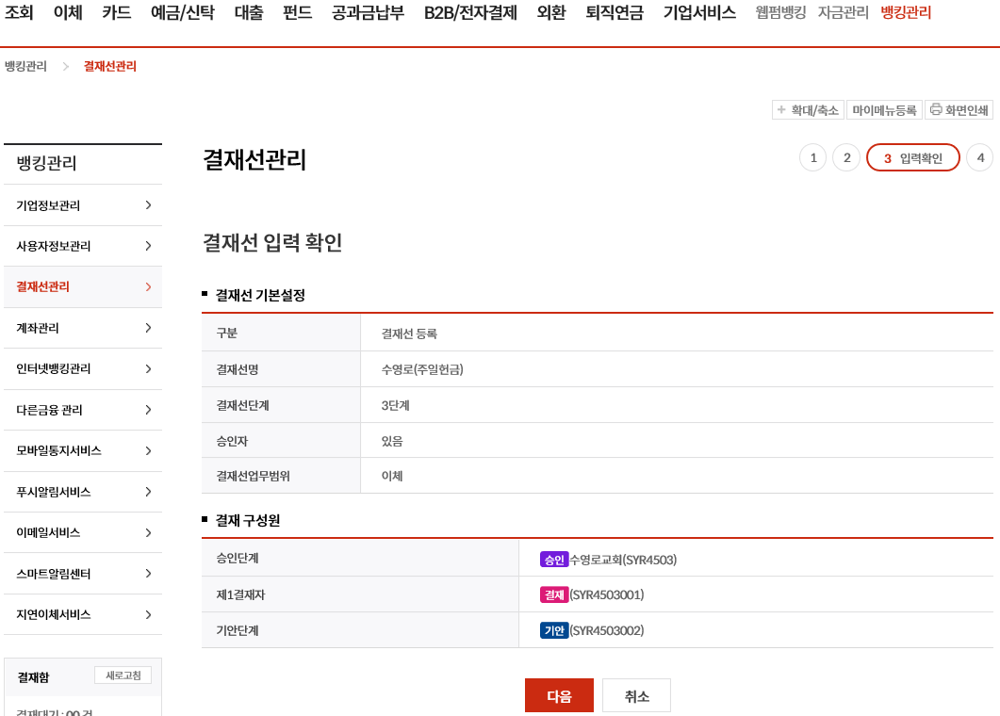 조회 이체 카드 예금/신탁 대출 펀드 공과금납부 B2B/전자결제 외환 퇴직연금 기업서비스 웹펌뱅킹 자금관리 뱅킹관리
뱅킹관리 > 결재선관리
+ 확대/축소 마이메뉴등록 화면인쇄
뱅킹관리
기업정보관리
사용자정보관리
결재선관리
계좌관리
인터넷뱅킹관리
다른금융 관리
모바일통지서비스
푸시알림서비스
이메일서비스
스마트알림센터
지연이체서비스
결재함 새로고침
결재대기 : 00 건
결재선관리
1 2 3 입력확인 4
결재선 입력 확인
결재선 기본설정
구분 결재선 등록
결재선명 수영로(주일헌금)
결재선단계 3단계
승인자 있음
결재선업무범위 이체
결재 구성원
승인단계 승인 수영로교회(SYR4503)
제1결재자 결재 (SYR4503001)
기안단계 기안 (SYR4503002)
다음 취소